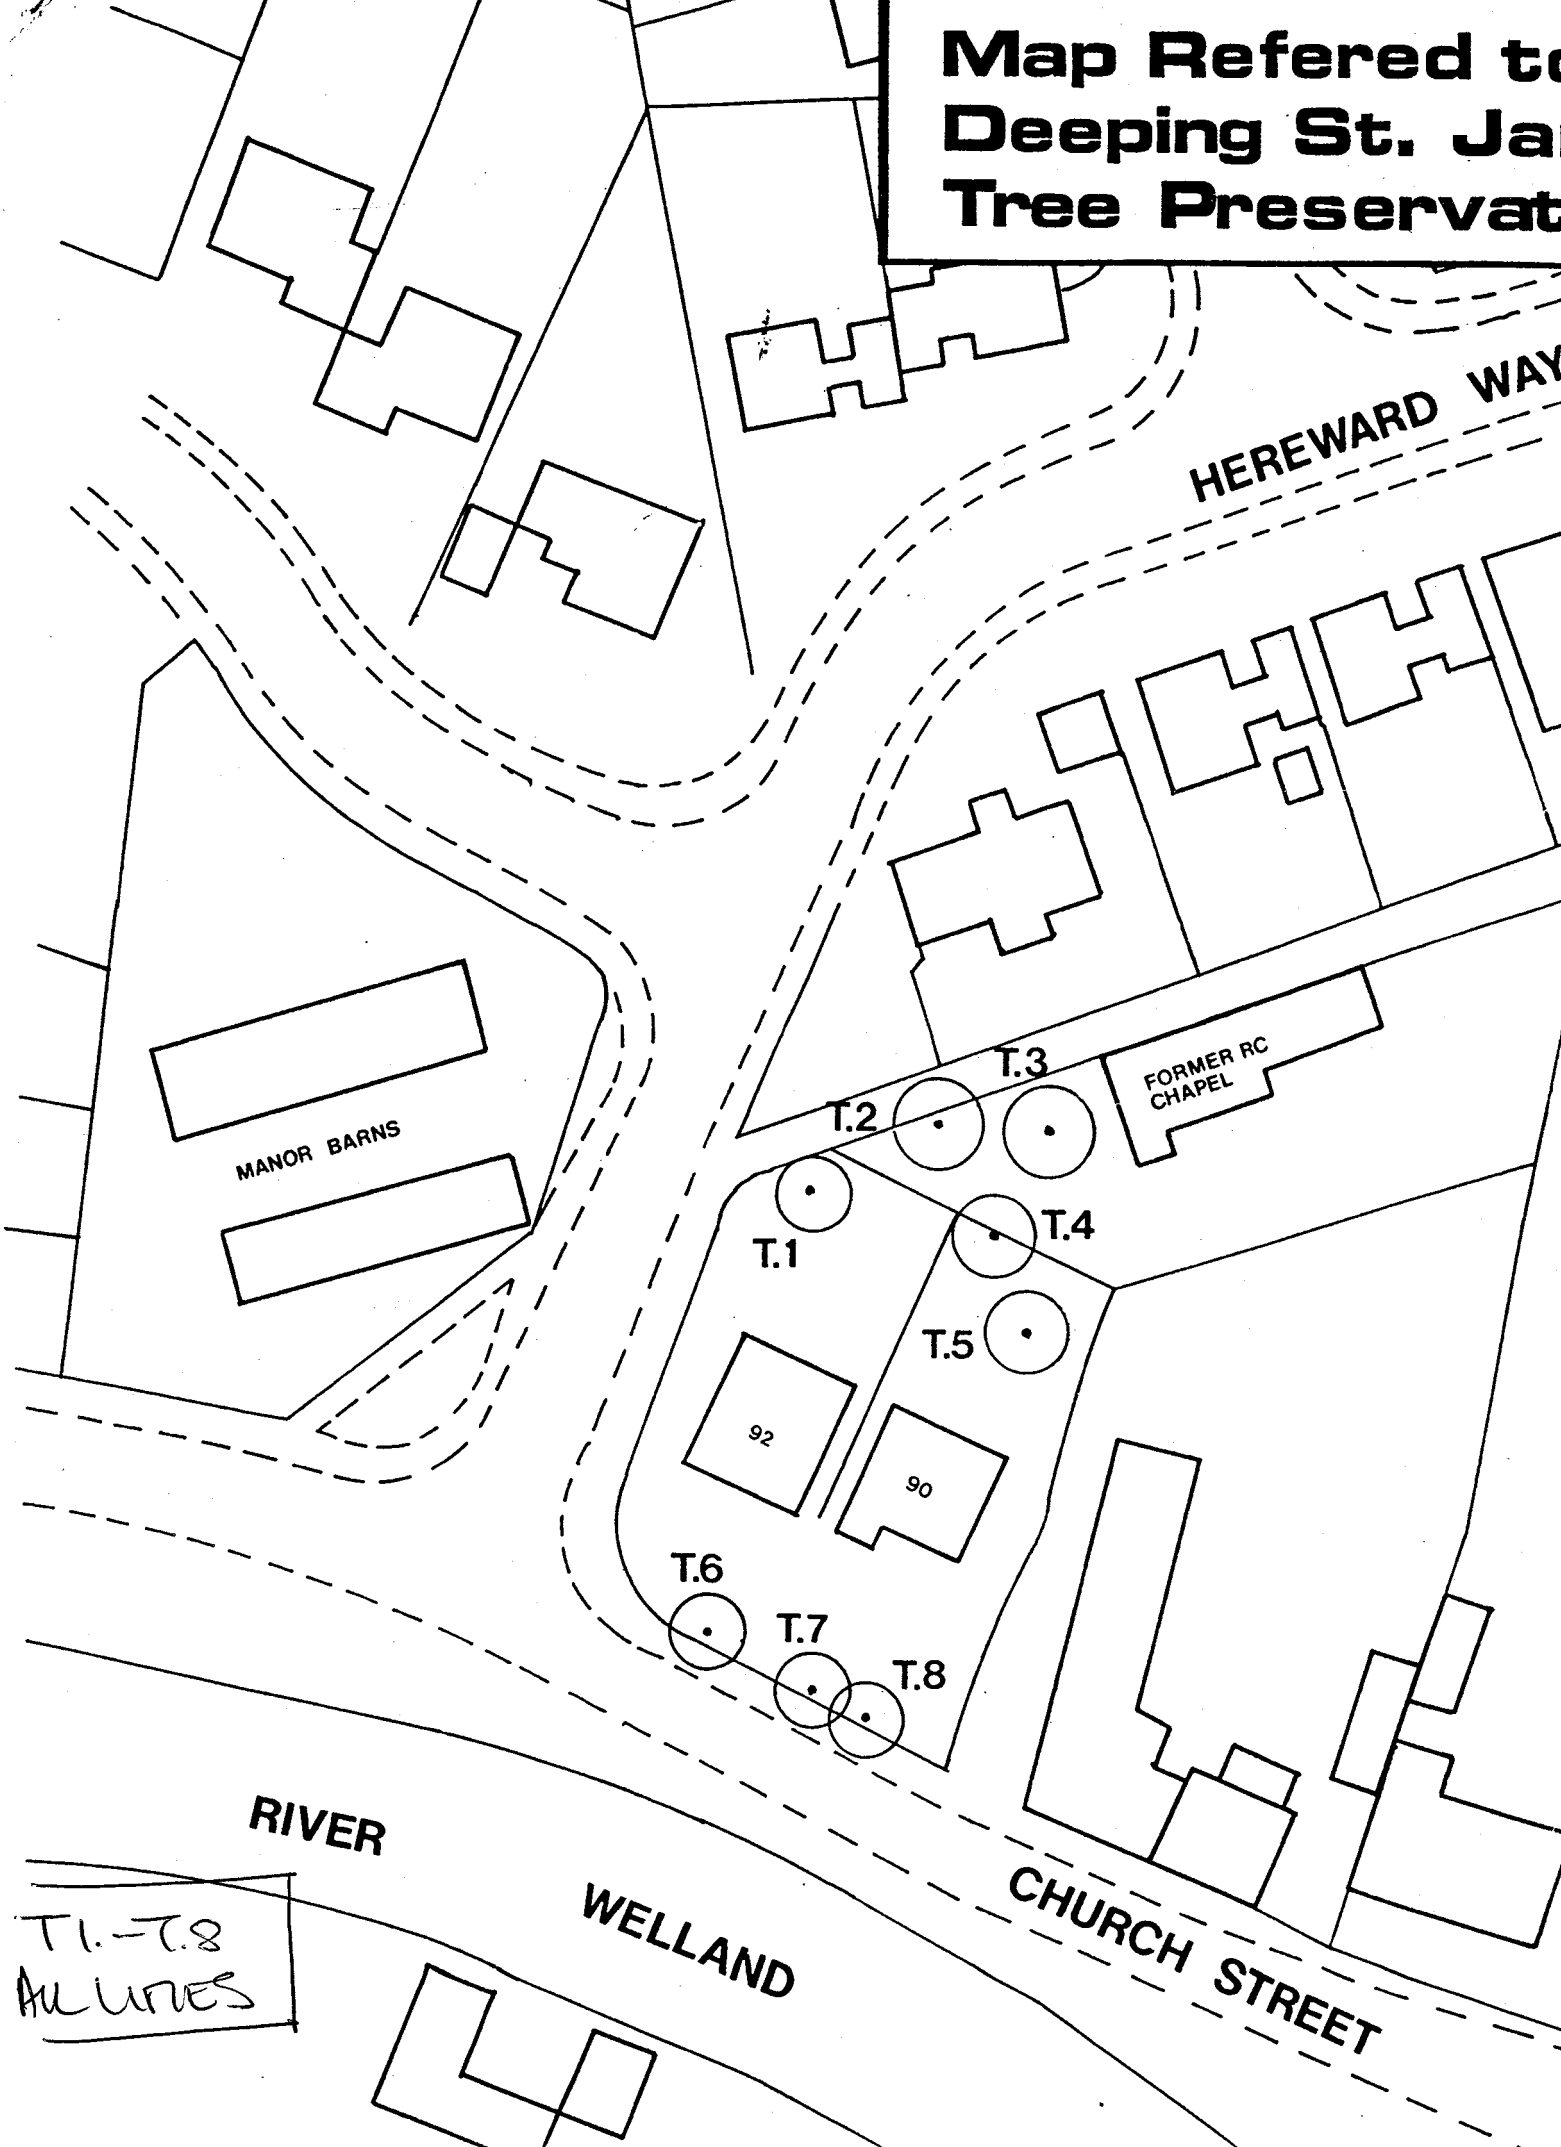 Map Refered to
Deeping St. Ja
Tree Preservat
HEREWARD WAY
T.3
FORMER RC
CHAPEL
T.2
MANOR BARNS
T.4
T.1
T.5
92
90
T.6
T.7
T.8
RIVER
WELLAND
CHURCH STREET
T1.-T.8
ALL LIMES